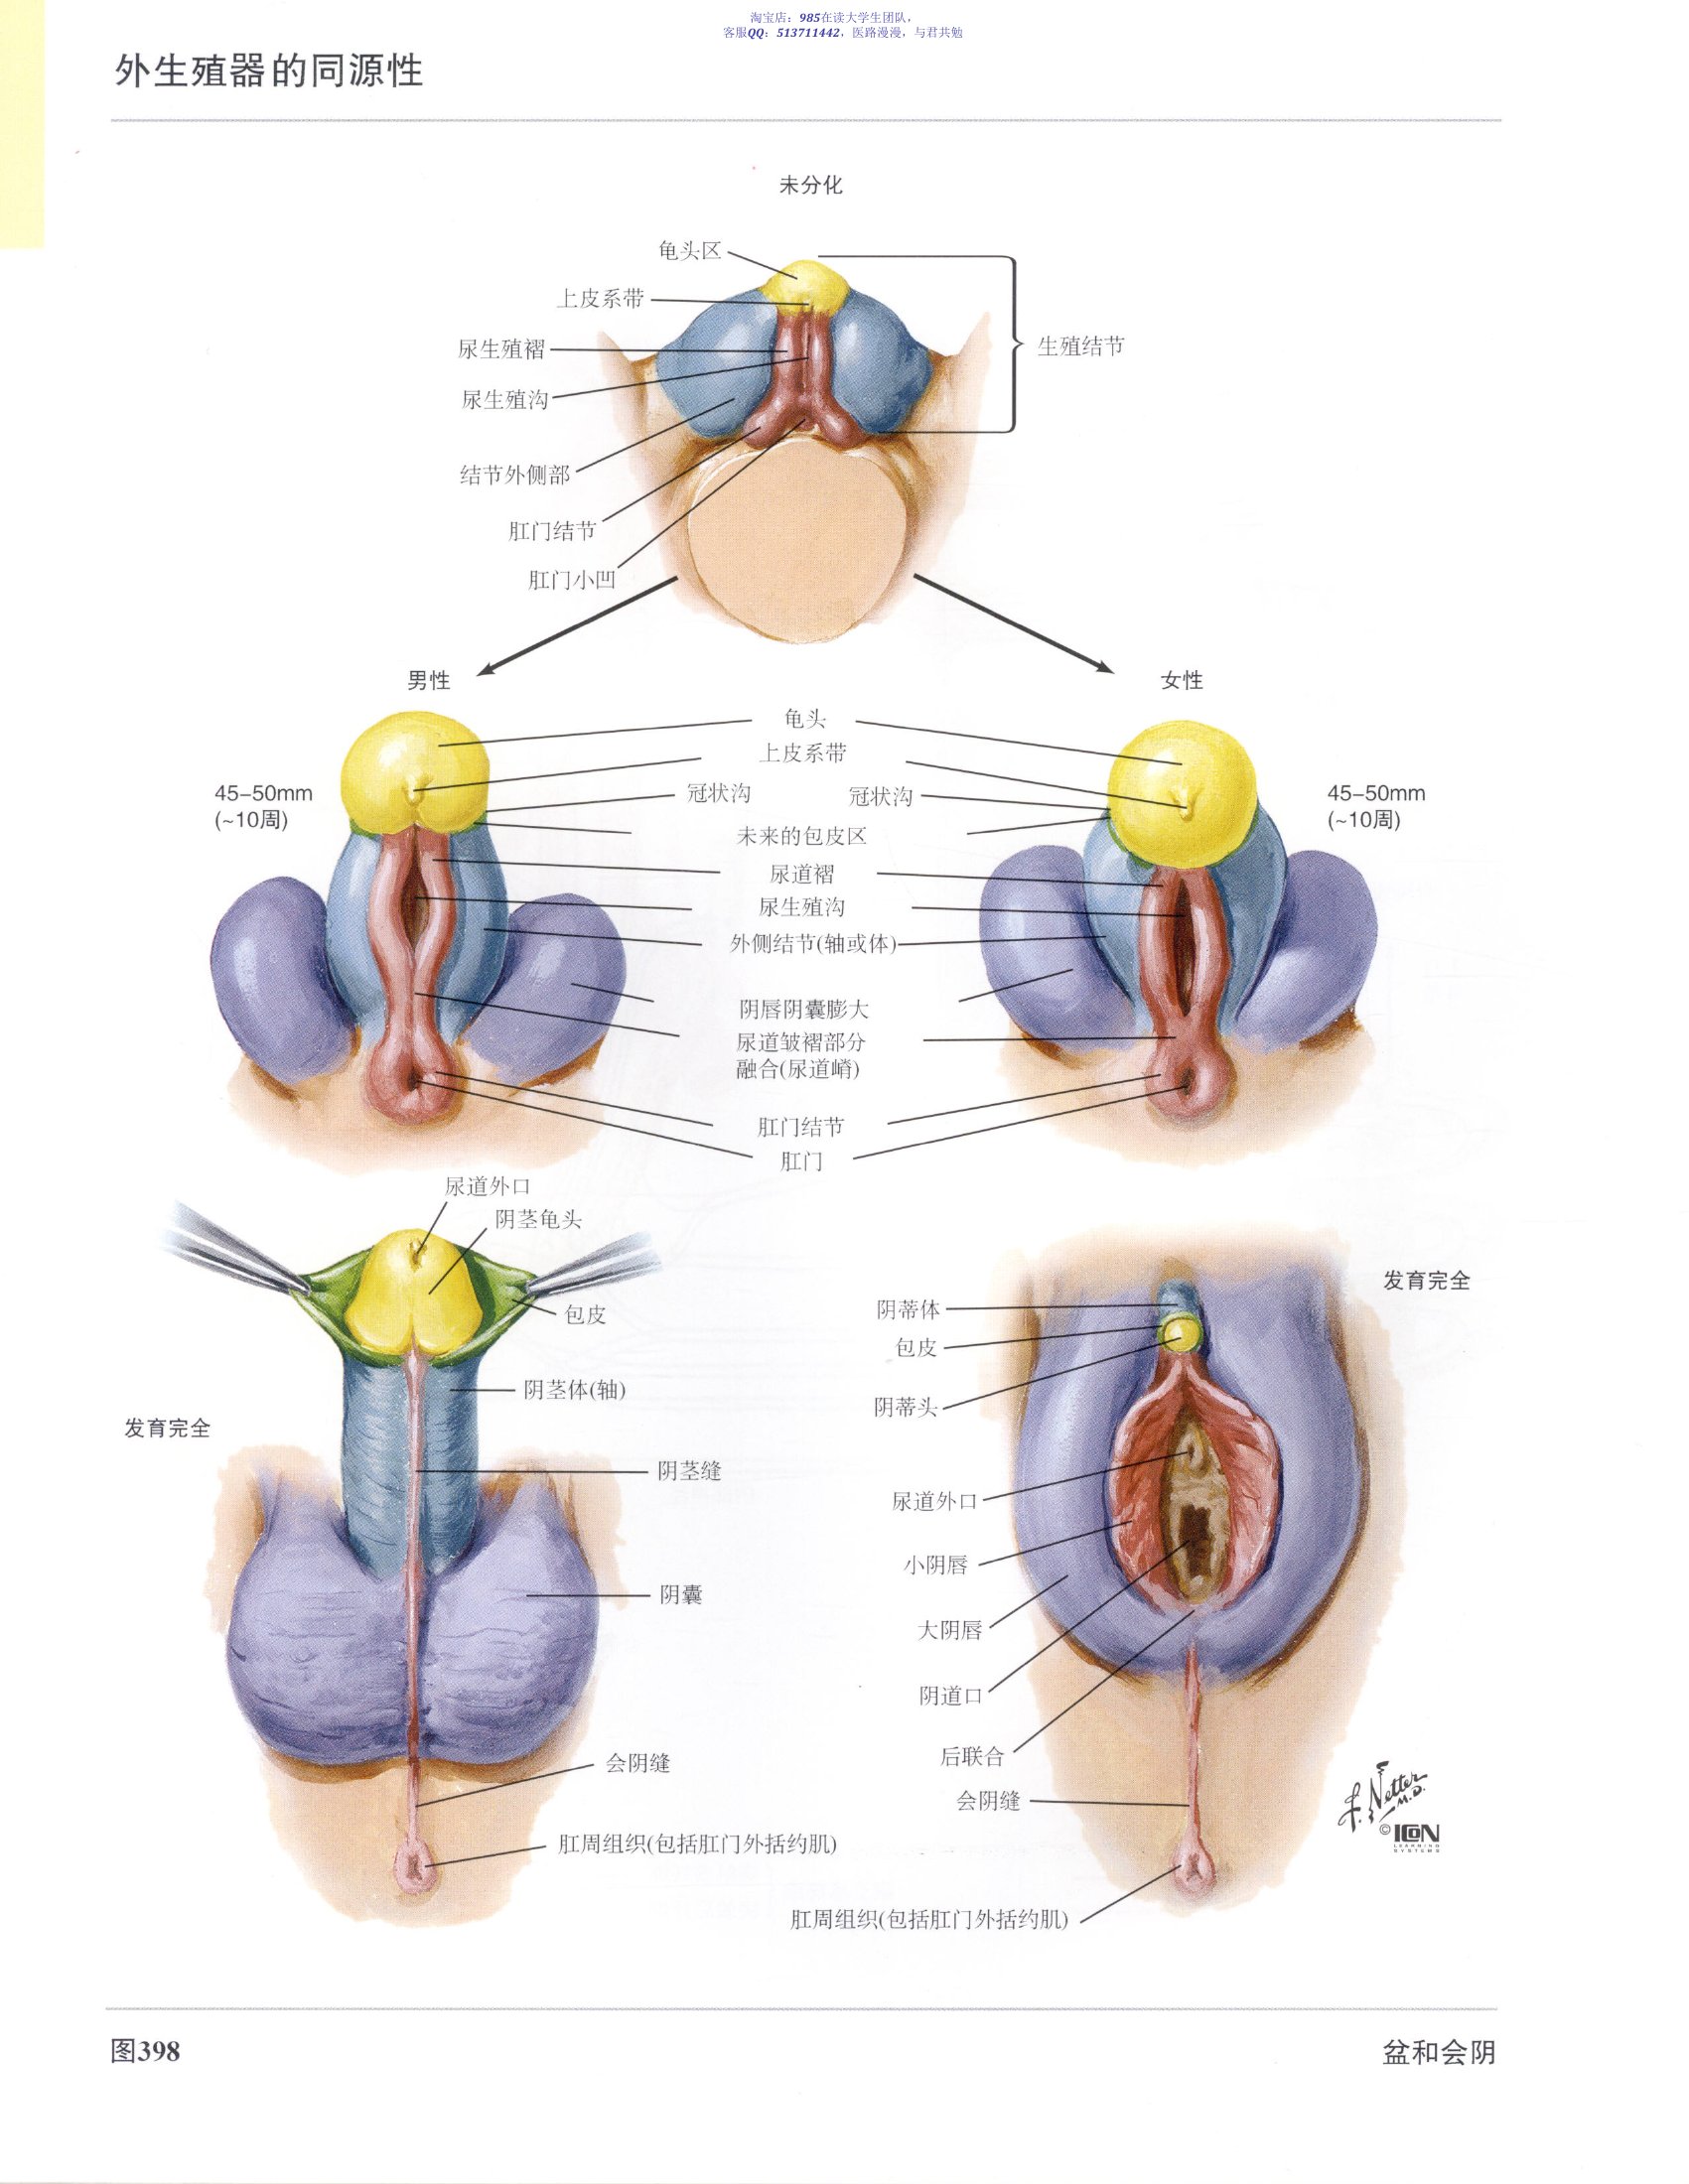 淘宝店：985在读大学生团队，
客服QQ：513711442，医路漫漫，与君共勉
外生殖器的同源性
未分化
龟头区
上皮系带
尿生殖褶
生殖结节
尿生殖沟
结节外侧部
肛门结节
肛门小凹
男性
女性
龟头
上皮系带
45–50mm
(~10周)
冠状沟
冠状沟
45–50mm
(~10周)
未来的包皮区
尿道褶
尿生殖沟
外侧结节(轴或体)
阴唇阴囊膨大
尿道皱褶部分
融合(尿道嵴)
肛门结节
肛门
尿道外口
阴茎龟头
包皮
阴茎体(轴)
发育完全
阴茎缝
阴囊
会阴缝
肛周组织(包括肛门外括约肌)
发育完全
阴蒂体
包皮
阴蒂头
尿道外口
小阴唇
大阴唇
阴道口
后联合
会阴缝
肛周组织(包括肛门外括约肌)
F. Netter
M.D.
© ICON
LEARNING
SYSTEMS
图398
盆和会阴